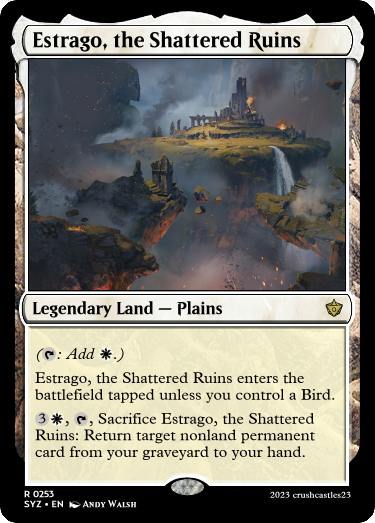 Estrago, the Shattered Ruins
Legendary Land — Plains
(: Add .)
Estrago, the Shattered Ruins enters the
battlefield tapped unless you control a Bird.
3, , Sacrifice Estrago, the Shattered
Ruins: Return target nonland permanent
card from your graveyard to your hand.
R 0253
SYZ • EN Andy Walsh
2023 crushcastles23